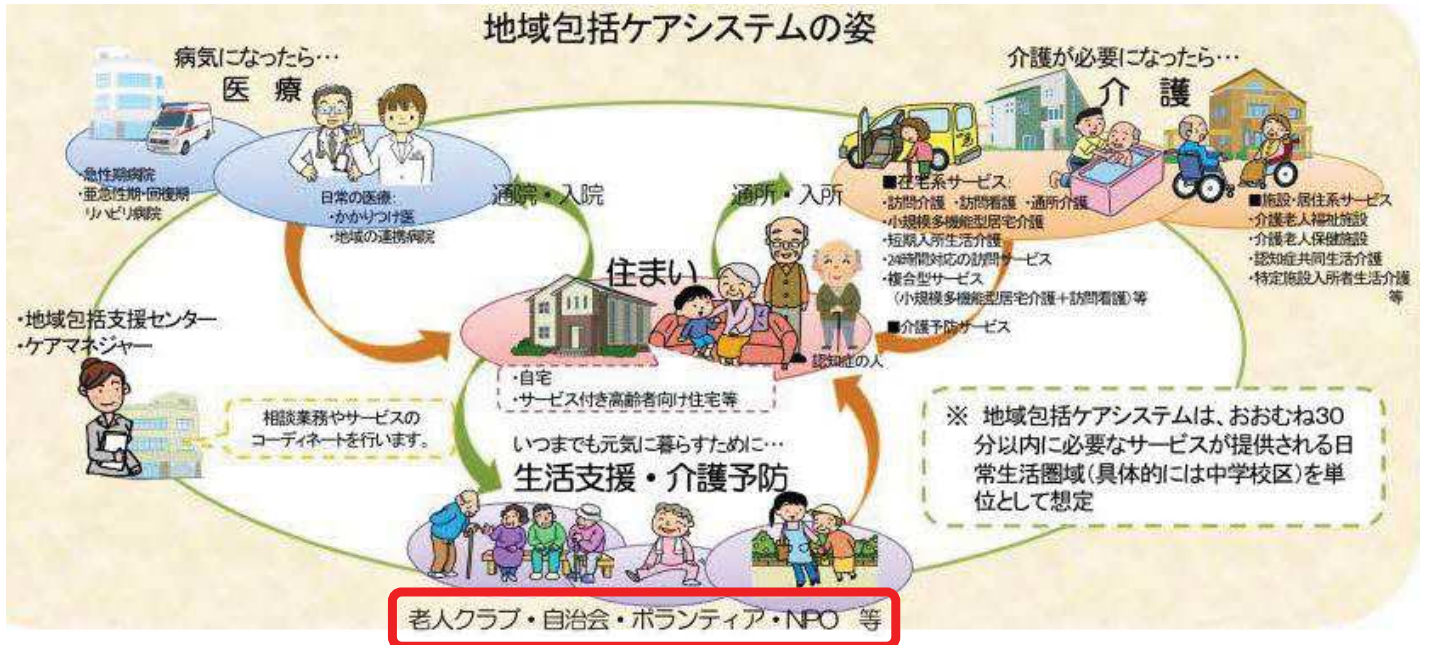 地域包括ケアシステムの姿
病気になったら…
医 療
・急性期病院
・亜急性期・回復期
リハビリ病院
日常の医療:
・かかりつけ医
・地域の連携病院
通院・入院
通所・入所
介護が必要になったら…
介 護
■在宅系サービス:
・訪問介護 ・訪問看護 ・通所介護
・小規模多機能型居宅介護
・短期入所生活介護
・24時間対応の訪問サービス
・複合型サービス
(小規模多機能型居宅介護+訪問看護)等
■介護予防サービス
■施設・居住系サービス
・介護老人福祉施設
・介護老人保健施設
・認知症共同生活介護
・特定施設入所者生活介護
等
住まい
認知症の人
・自宅
・サービス付き高齢者向け住宅等
・地域包括支援センター
・ケアマネジャー
相談業務やサービスの
コーディネートを行います。
いつまでも元気に暮らすために…
生活支援・介護予防
老人クラブ・自治会・ボランティア・NPO 等
※ 地域包括ケアシステムは、おおむね30
分以内に必要なサービスが提供される日
常生活圏域(具体的には中学校区)を単
位として想定